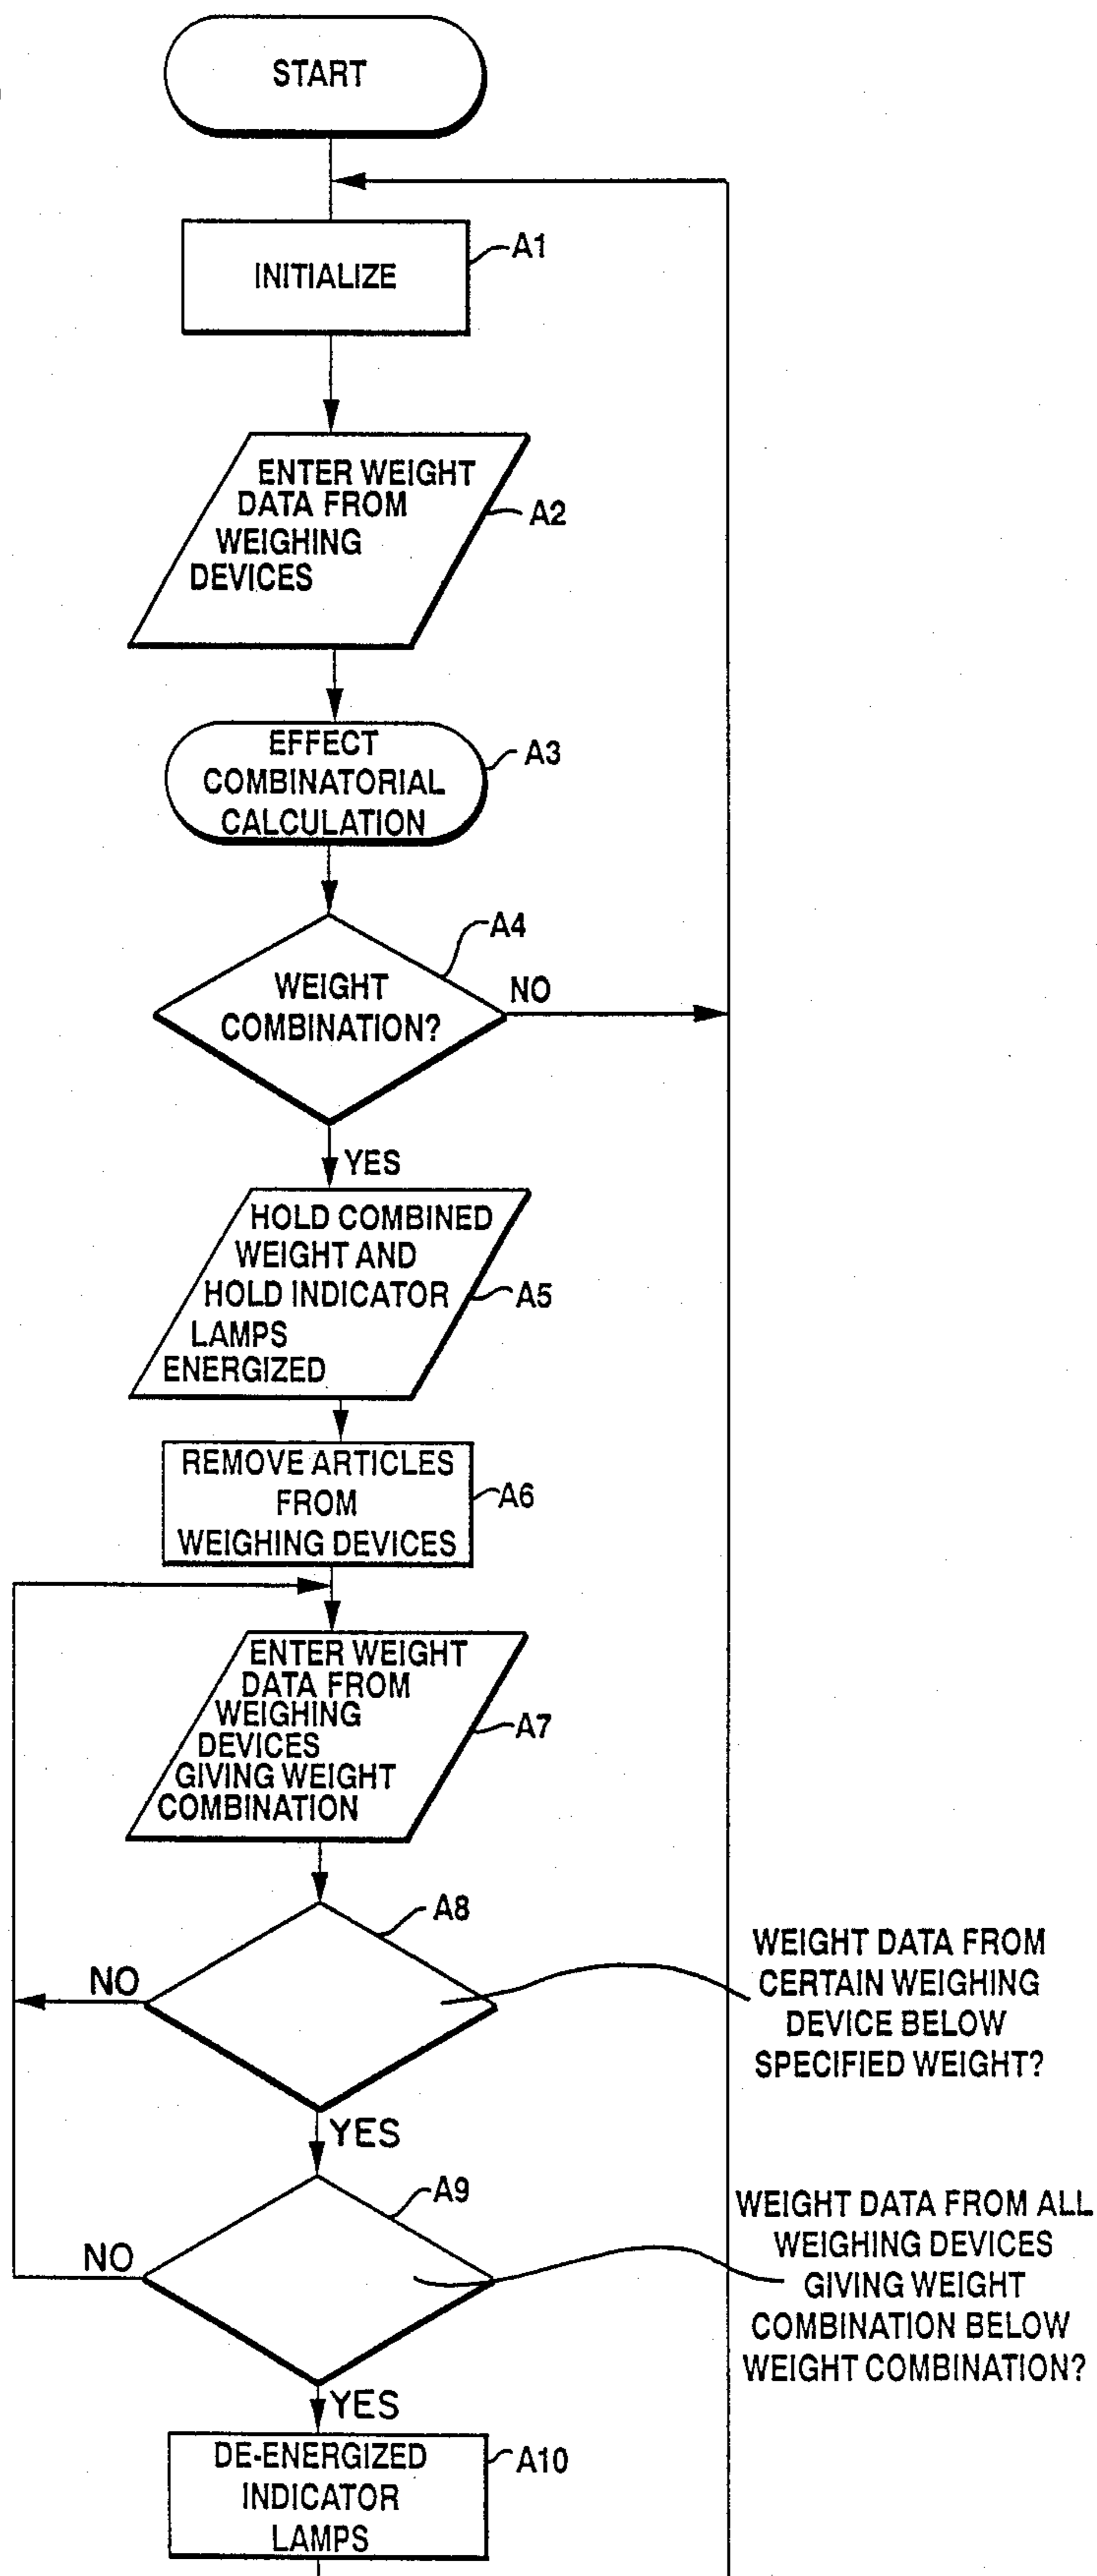 START
INITIALIZE
A1
ENTER WEIGHT
DATA FROM
WEIGHING
DEVICES
A2
EFFECT
COMBINATORIAL
CALCULATION
A3
A4
WEIGHT
COMBINATION?
NO
YES
HOLD COMBINED
WEIGHT AND
HOLD INDICATOR
LAMPS
ENERGIZED
A5
REMOVE ARTICLES
FROM
WEIGHING DEVICES
A6
ENTER WEIGHT
DATA FROM
WEIGHING
DEVICES
GIVING WEIGHT
COMBINATION
A7
A8
NO
WEIGHT DATA FROM
CERTAIN WEIGHING
DEVICE BELOW
SPECIFIED WEIGHT?
YES
A9
NO
WEIGHT DATA FROM ALL
WEIGHING DEVICES
GIVING WEIGHT
COMBINATION BELOW
WEIGHT COMBINATION?
YES
DE-ENERGIZED
INDICATOR
LAMPS
A10